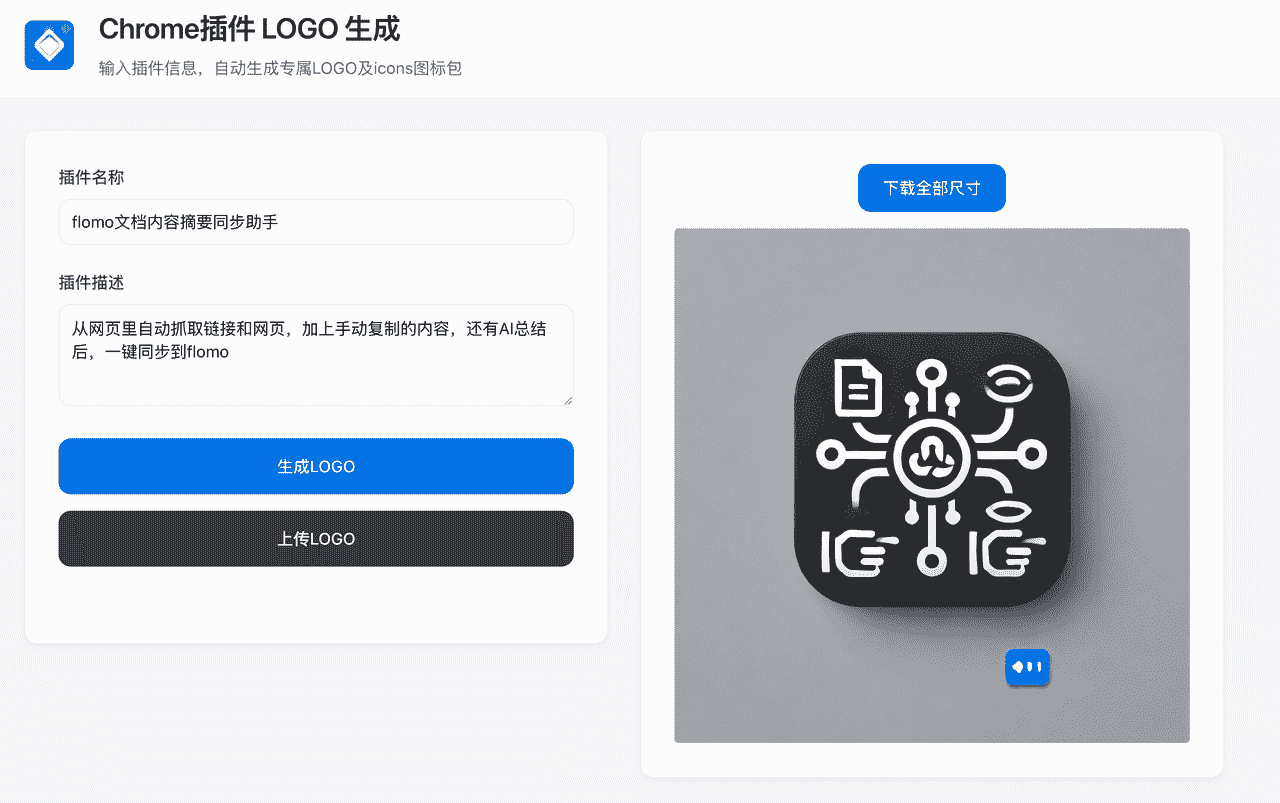 Chrome插件 LOGO 生成
输入插件信息，自动生成专属LOGO及icons图标包
插件名称
flomo文档内容摘要同步助手
插件描述
从网页里自动抓取链接和网页，加上手动复制的内容，还有AI总结
后，一键同步到flomo
生成LOGO
上传LOGO
下载全部尺寸